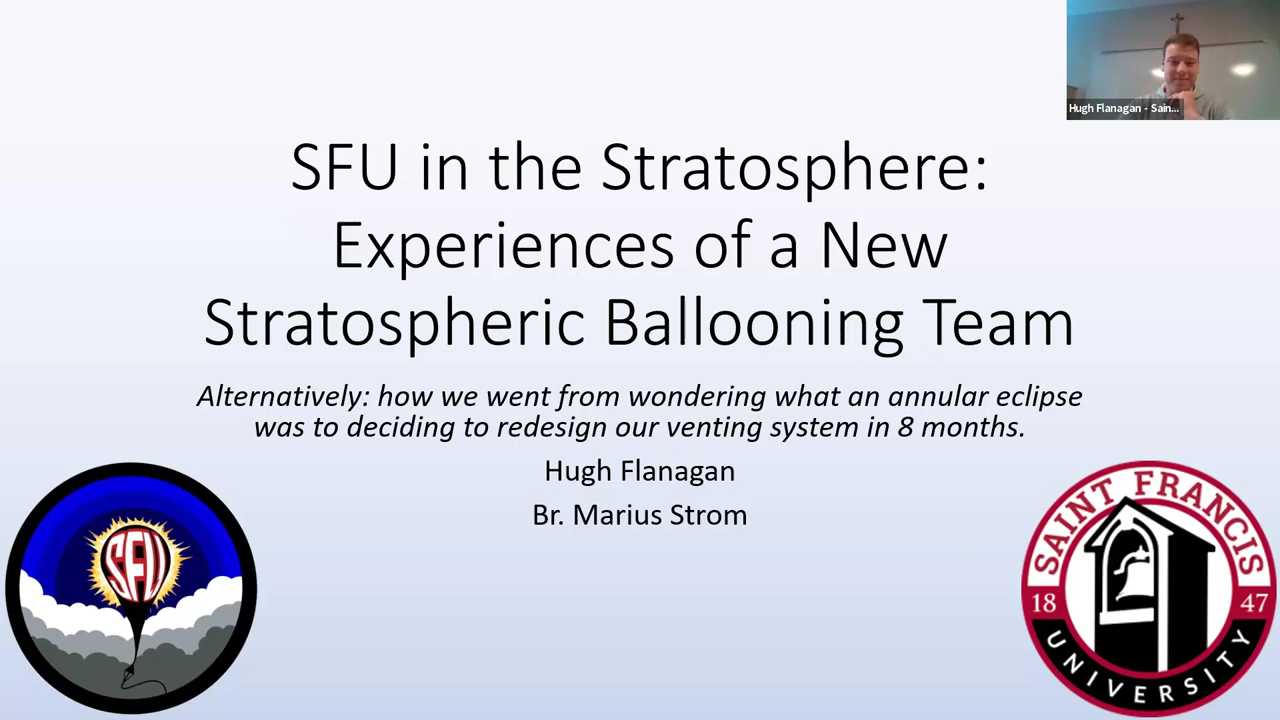 Hugh Flanagan - Sain...
SFU in the Stratosphere:
Experiences of a New
Stratospheric Ballooning Team
Alternatively: how we went from wondering what an annular eclipse
was to deciding to redesign our venting system in 8 months.
Hugh Flanagan
Br. Marius Strom
SFU
SAINT FRANCIS
18 47
UNIVERSITY